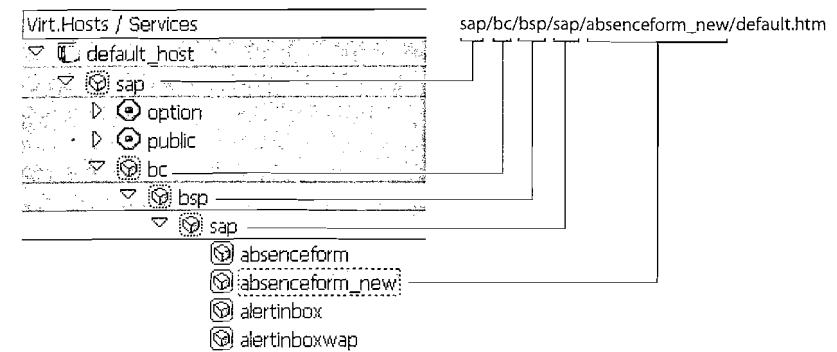 Virt.Hosts / Services
sap/bc/bsp/sap/absenceform_new/default.htm
default_host
sap
option
public
bc
bsp
sap
absenceform
absenceform_new
alertinbox
alertinboxwap